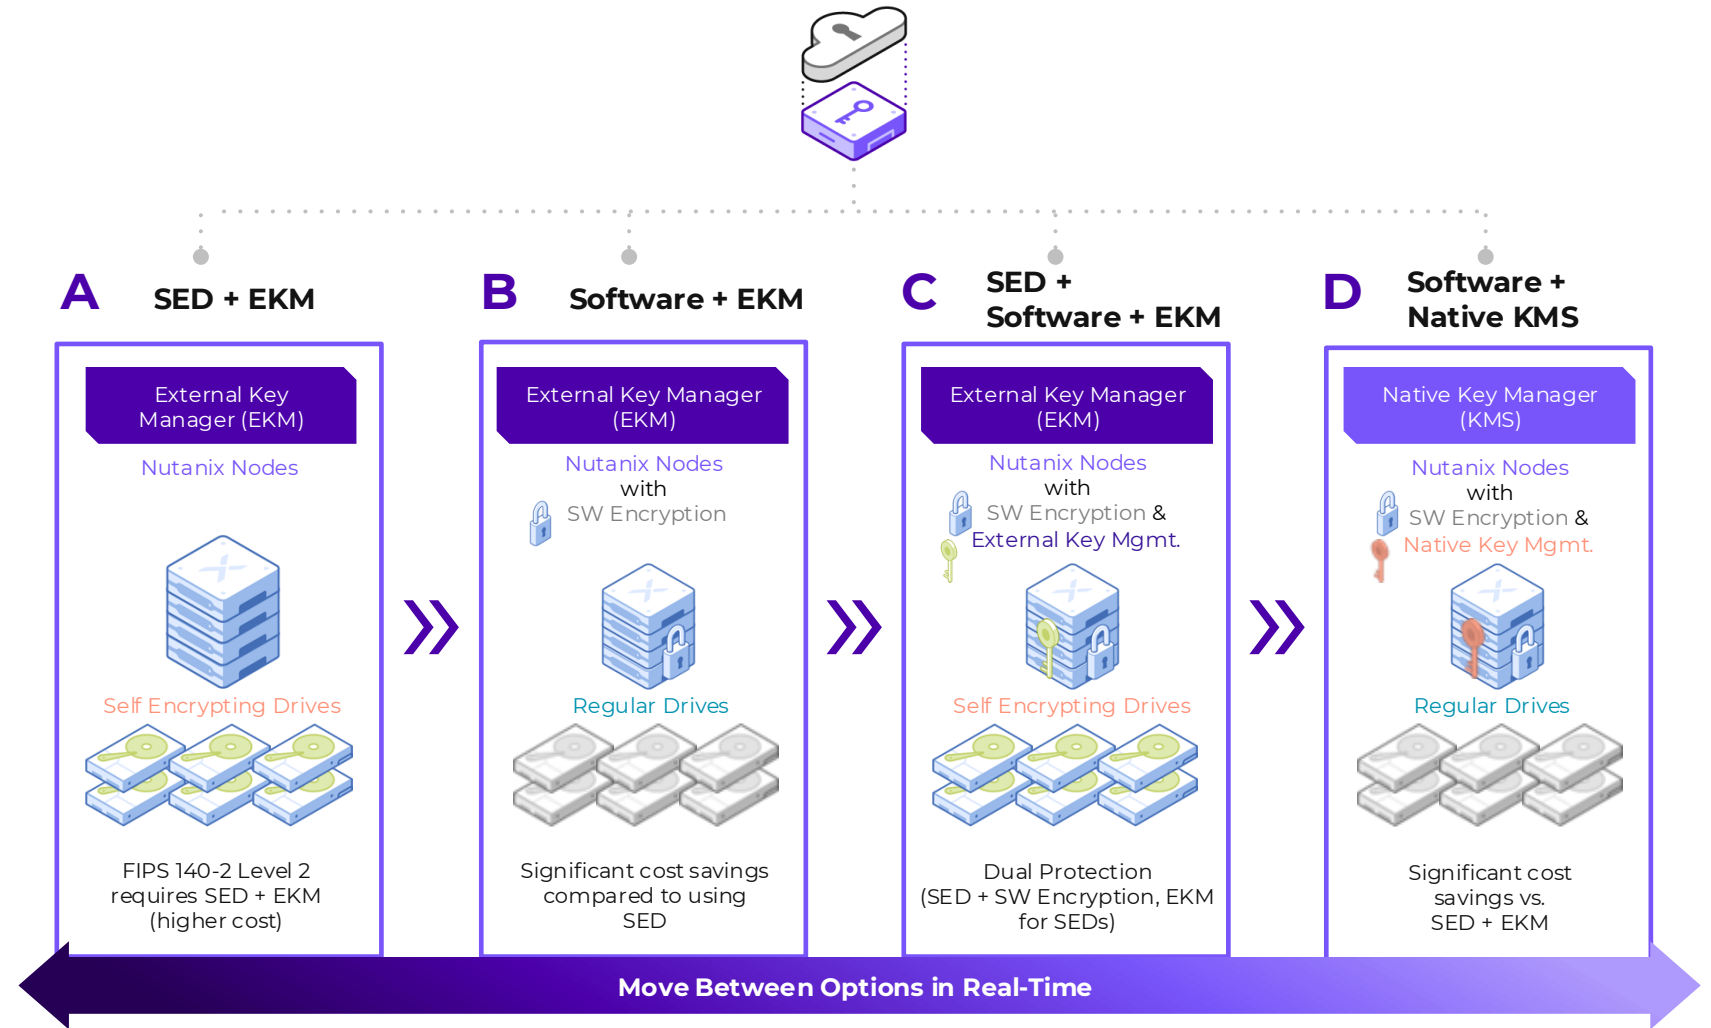 A
SED + EKM
External Key
Manager (EKM)
Nutanix Nodes
Self Encrypting Drives
FIPS 140-2 Level 2
requires SED + EKM
(higher cost)
B
Software + EKM
External Key Manager
(EKM)
Nutanix Nodes
with
SW Encryption
Regular Drives
Significant cost savings
compared to using
SED
C
SED +
Software + EKM
External Key Manager
(EKM)
Nutanix Nodes
with
SW Encryption &
External Key Mgmt.
Self Encrypting Drives
Dual Protection
(SED + SW Encryption, EKM
for SEDs)
D
Software +
Native KMS
Native Key Manager
(KMS)
Nutanix Nodes
with
SW Encryption &
Native Key Mgmt.
Regular Drives
Significant cost
savings vs.
SED + EKM
Move Between Options in Real-Time